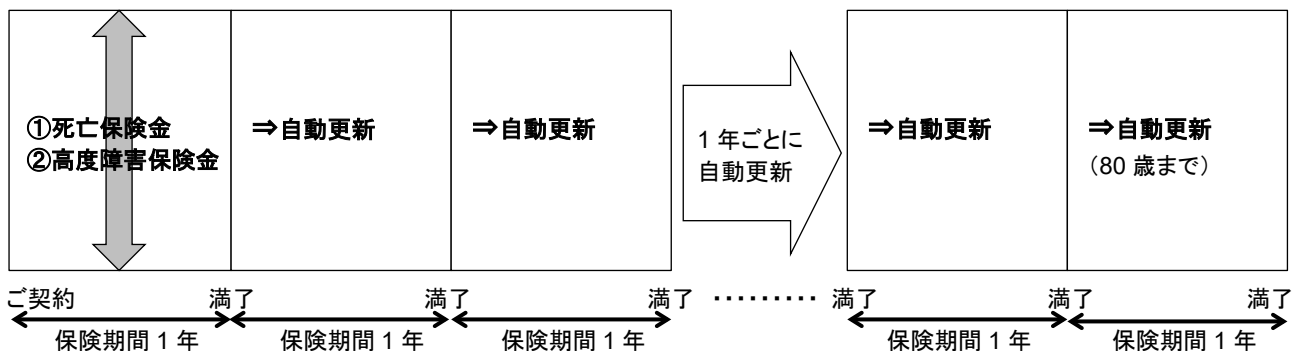 ①死亡保険金
②高度障害保険金
⇒自動更新
⇒自動更新
1 年ごとに
自動更新
⇒自動更新
⇒自動更新
(80 歳まで)
ご契約 満了 満了 満了 ・・・・・・・・・ 満了 満了 満了
保険期間 1 年 保険期間 1 年 保険期間 1 年 保険期間 1 年 保険期間 1 年